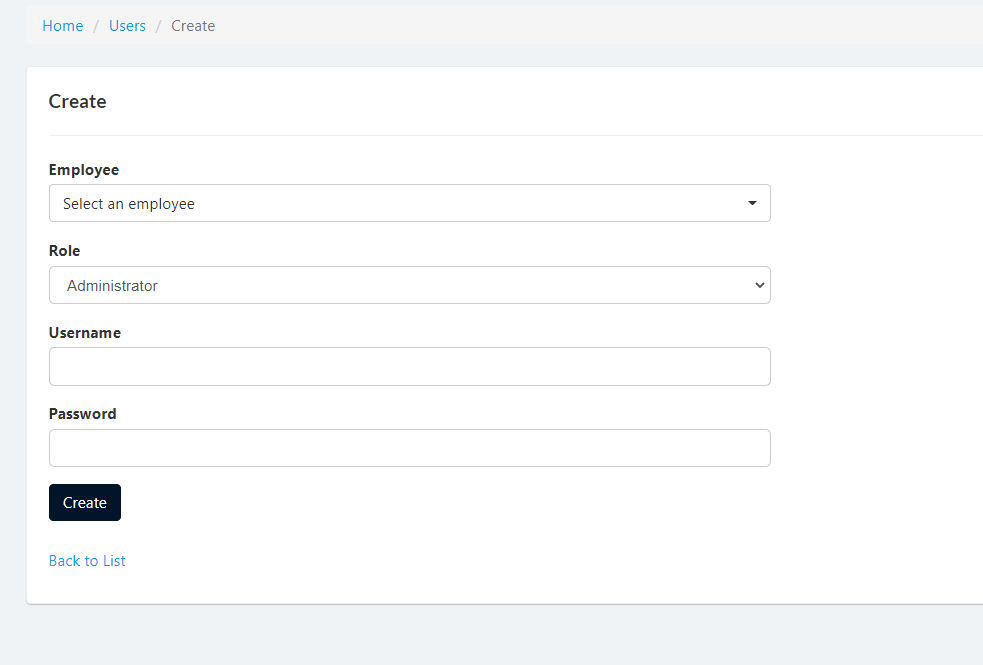 Home / Users / Create
Create
Employee
Select an employee
Role
Administrator
Username
Password
Create
Back to List